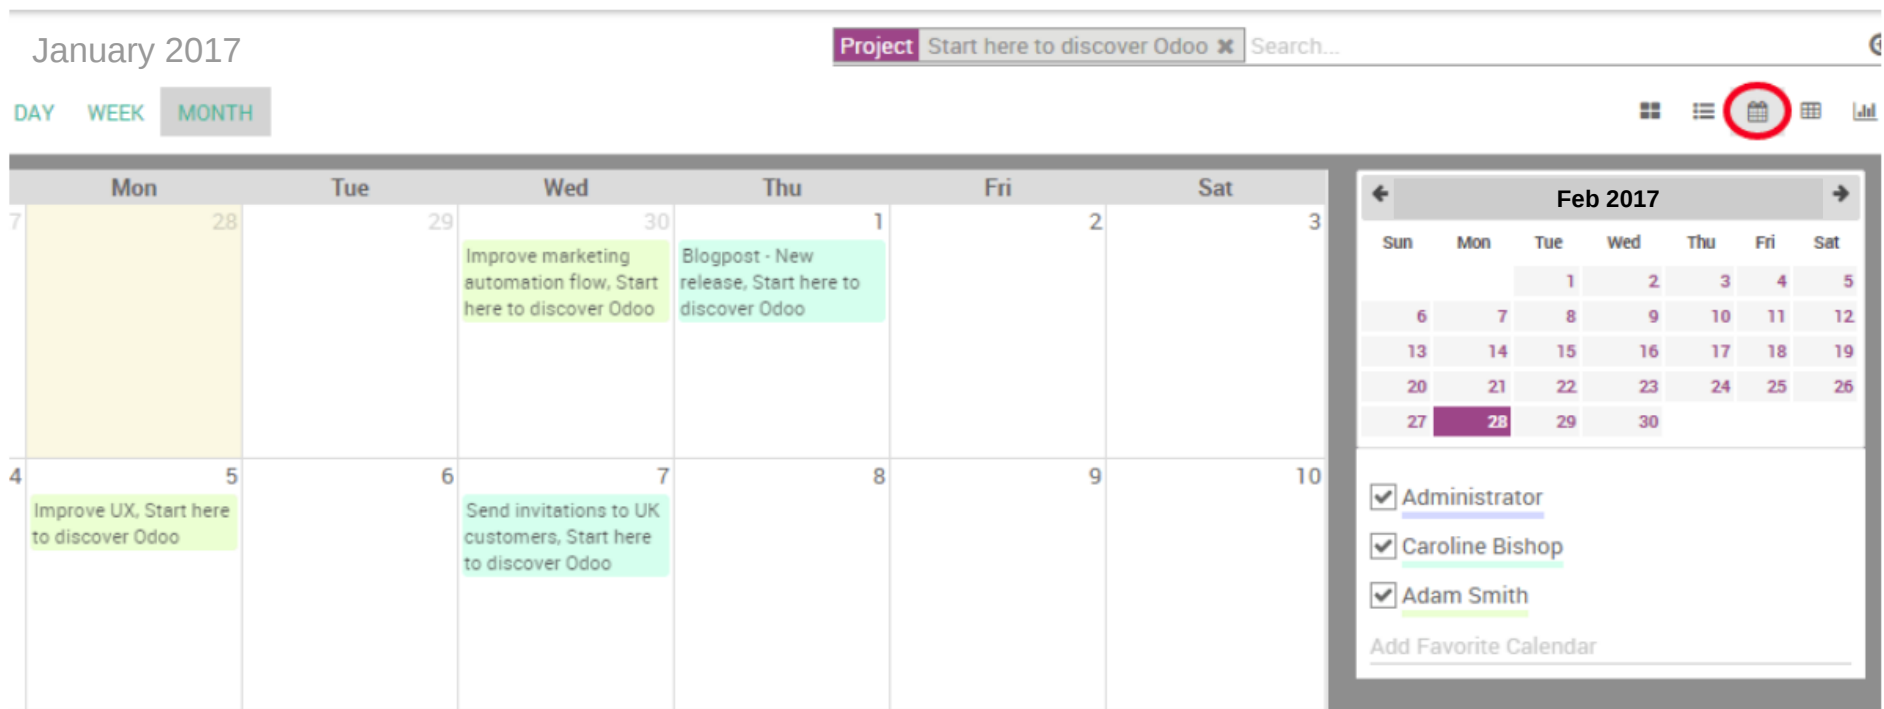 January 2017
Project Start here to discover Odoo ✖ Search...
DAY WEEK MONTH
Mon Tue Wed Thu Fri Sat
7 28 29 30 1 2 3
Improve marketing
automation flow, Start
here to discover Odoo
Blogpost - New
release, Start here to
discover Odoo
4 5 6 7 8 9 10
Improve UX, Start here
to discover Odoo
Send invitations to UK
customers, Start here
to discover Odoo
Feb 2017
Sun Mon Tue Wed Thu Fri Sat
1 2 3 4 5
6 7 8 9 10 11 12
13 14 15 16 17 18 19
20 21 22 23 24 25 26
27 28 29 30
Administrator
Caroline Bishop
Adam Smith
Add Favorite Calendar